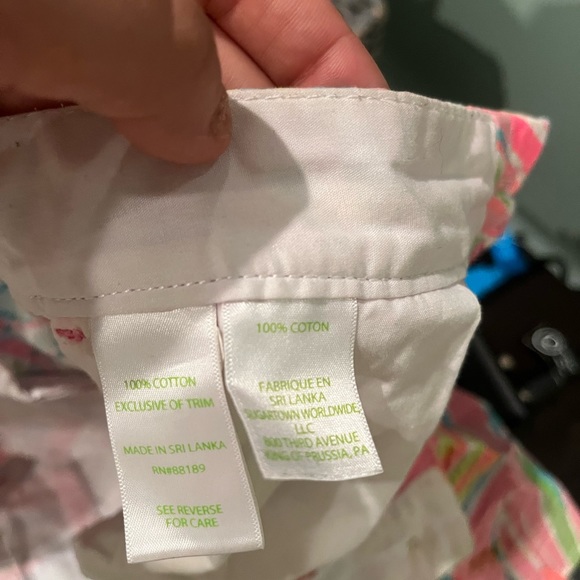 100% COTTON
EXCLUSIVE OF TRIM
MADE IN SRI LANKA
RN#88189
SEE REVERSE
FOR CARE
100% COTON
FABRIQUE EN
SRI LANKA
SUGARTOWN WORLDWIDE
LLC
800 THIRD AVENUE
KING OF PRUSSIA, PA